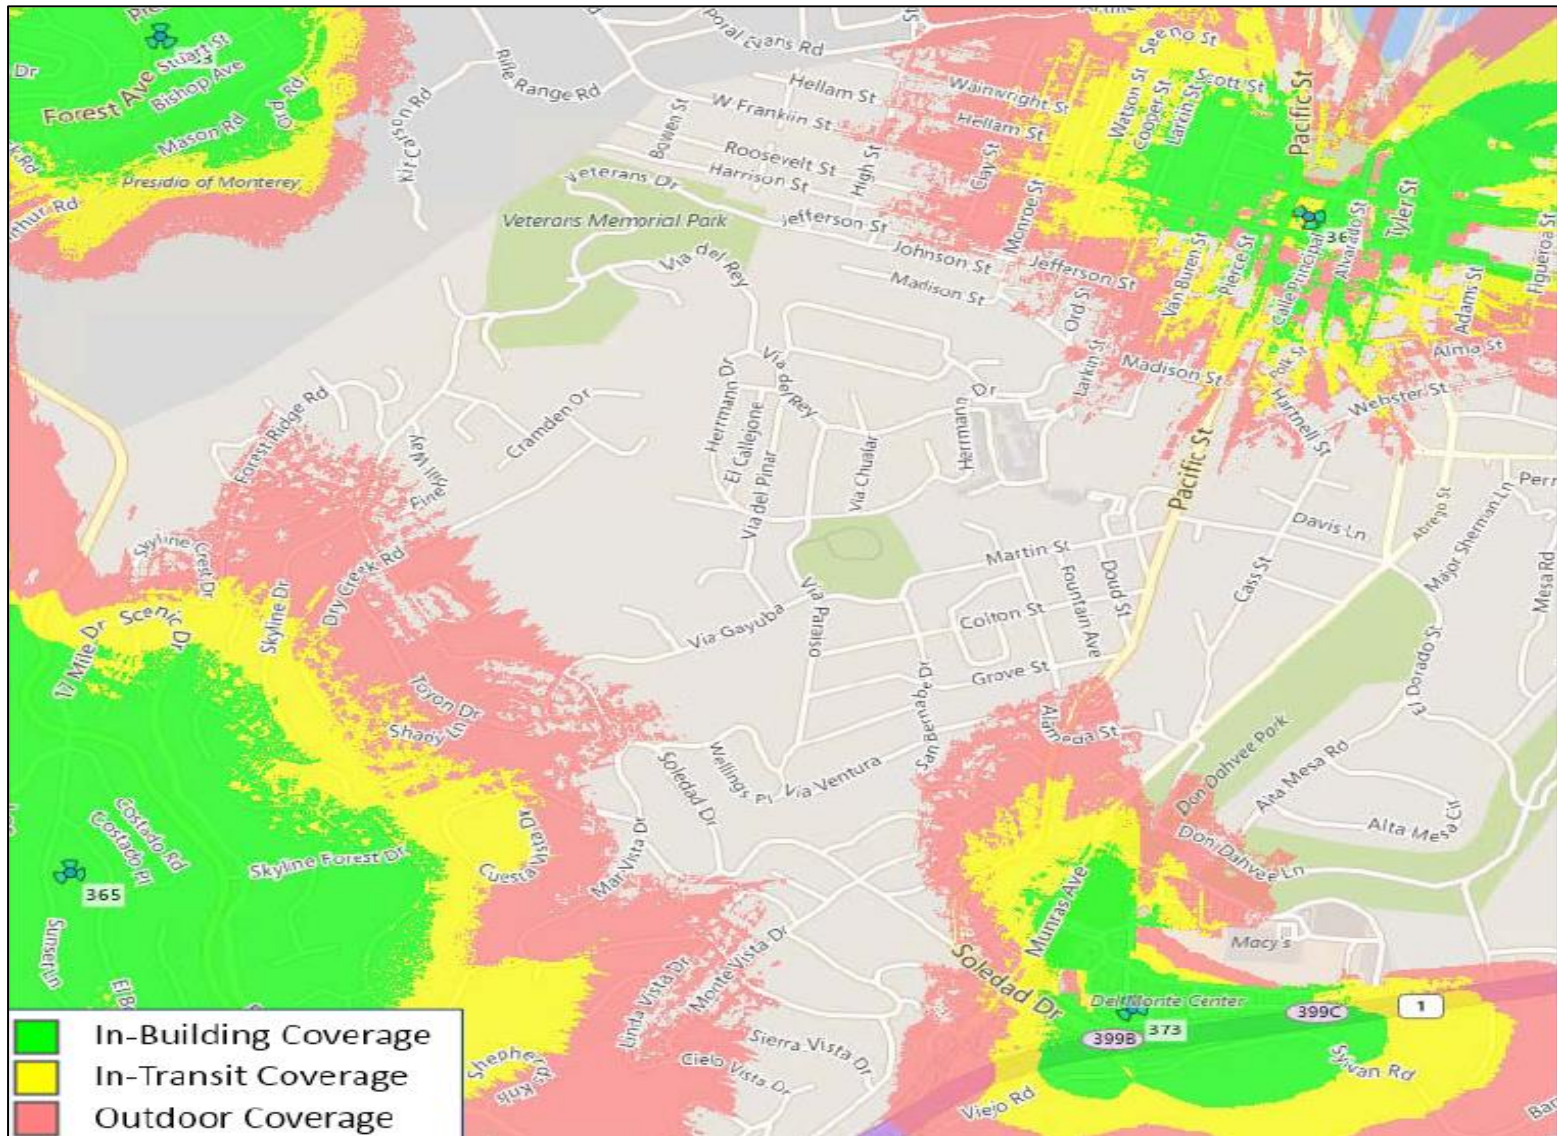 Stuart St
Bishop Ave
Forest Ave
Mason Rd
Ord Rd
Presidio of Monterey
Kit Carson Rd
Rifle Range Rd
Evans Rd
Hellam St
W Franklin St
Bowen St
Roosevelt St
Harrison St
High St
Veterans Dr
Veterans Memorial Park
Jefferson St
Johnson St
Madison St
Via del Rey
Wainwright St
Hellam St
Clay St
Monroe St
Jefferson St
Seeno St
Scott St
Watson St
Cooper St
Larkin St
Pacific St
Tyler St
Van Buren St
Pierce St
Calle Principal
Alvarado St
Figueroa St
Adams St
Alma St
Webster St
Polk St
Hartnell St
Madison St
Ord St
Larkin St
Herrmann Dr
El Callejone
Via del Pinar
Via del Rey
Via Chualar
Herrmann Dr
Forest Ridge Rd
Cramden Dr
Skyline Crest Dr
Dry Creek Rd
Skyline Dr
Scenic Dr
17 Mile Dr
Toyon Dr
Shady Ln
Via Gayuba
Via Paraiso
Martin St
Colton St
Fountain Ave
Doud St
Grove St
San Bernabe Dr
Pacific St
Davis Ln
Cass St
Abrego St
Major Sherman Ln
Mesa Rd
El Dorado St
Alameda St
Don Dahvee Park
Don Dahvee Ln
Alta Mesa Rd
Alta Mesa Cir
Wellings Pl
Via Ventura
Soledad Dr
Mar Vista Dr
Cuesta Vista Dr
Skyline Forest Dr
Costado Rd
Costado Pl
365
Sunset Ln
Munras Ave
Macy's
Soledad Dr
Del Monte Center
399B
373
399C
1
Sylvan Rd
Viejo Rd
Linda Vista Dr
Monte Vista Dr
Sierra Vista Dr
Cielo Vista Dr
Shepherds Knls
In-Building Coverage
In-Transit Coverage
Outdoor Coverage